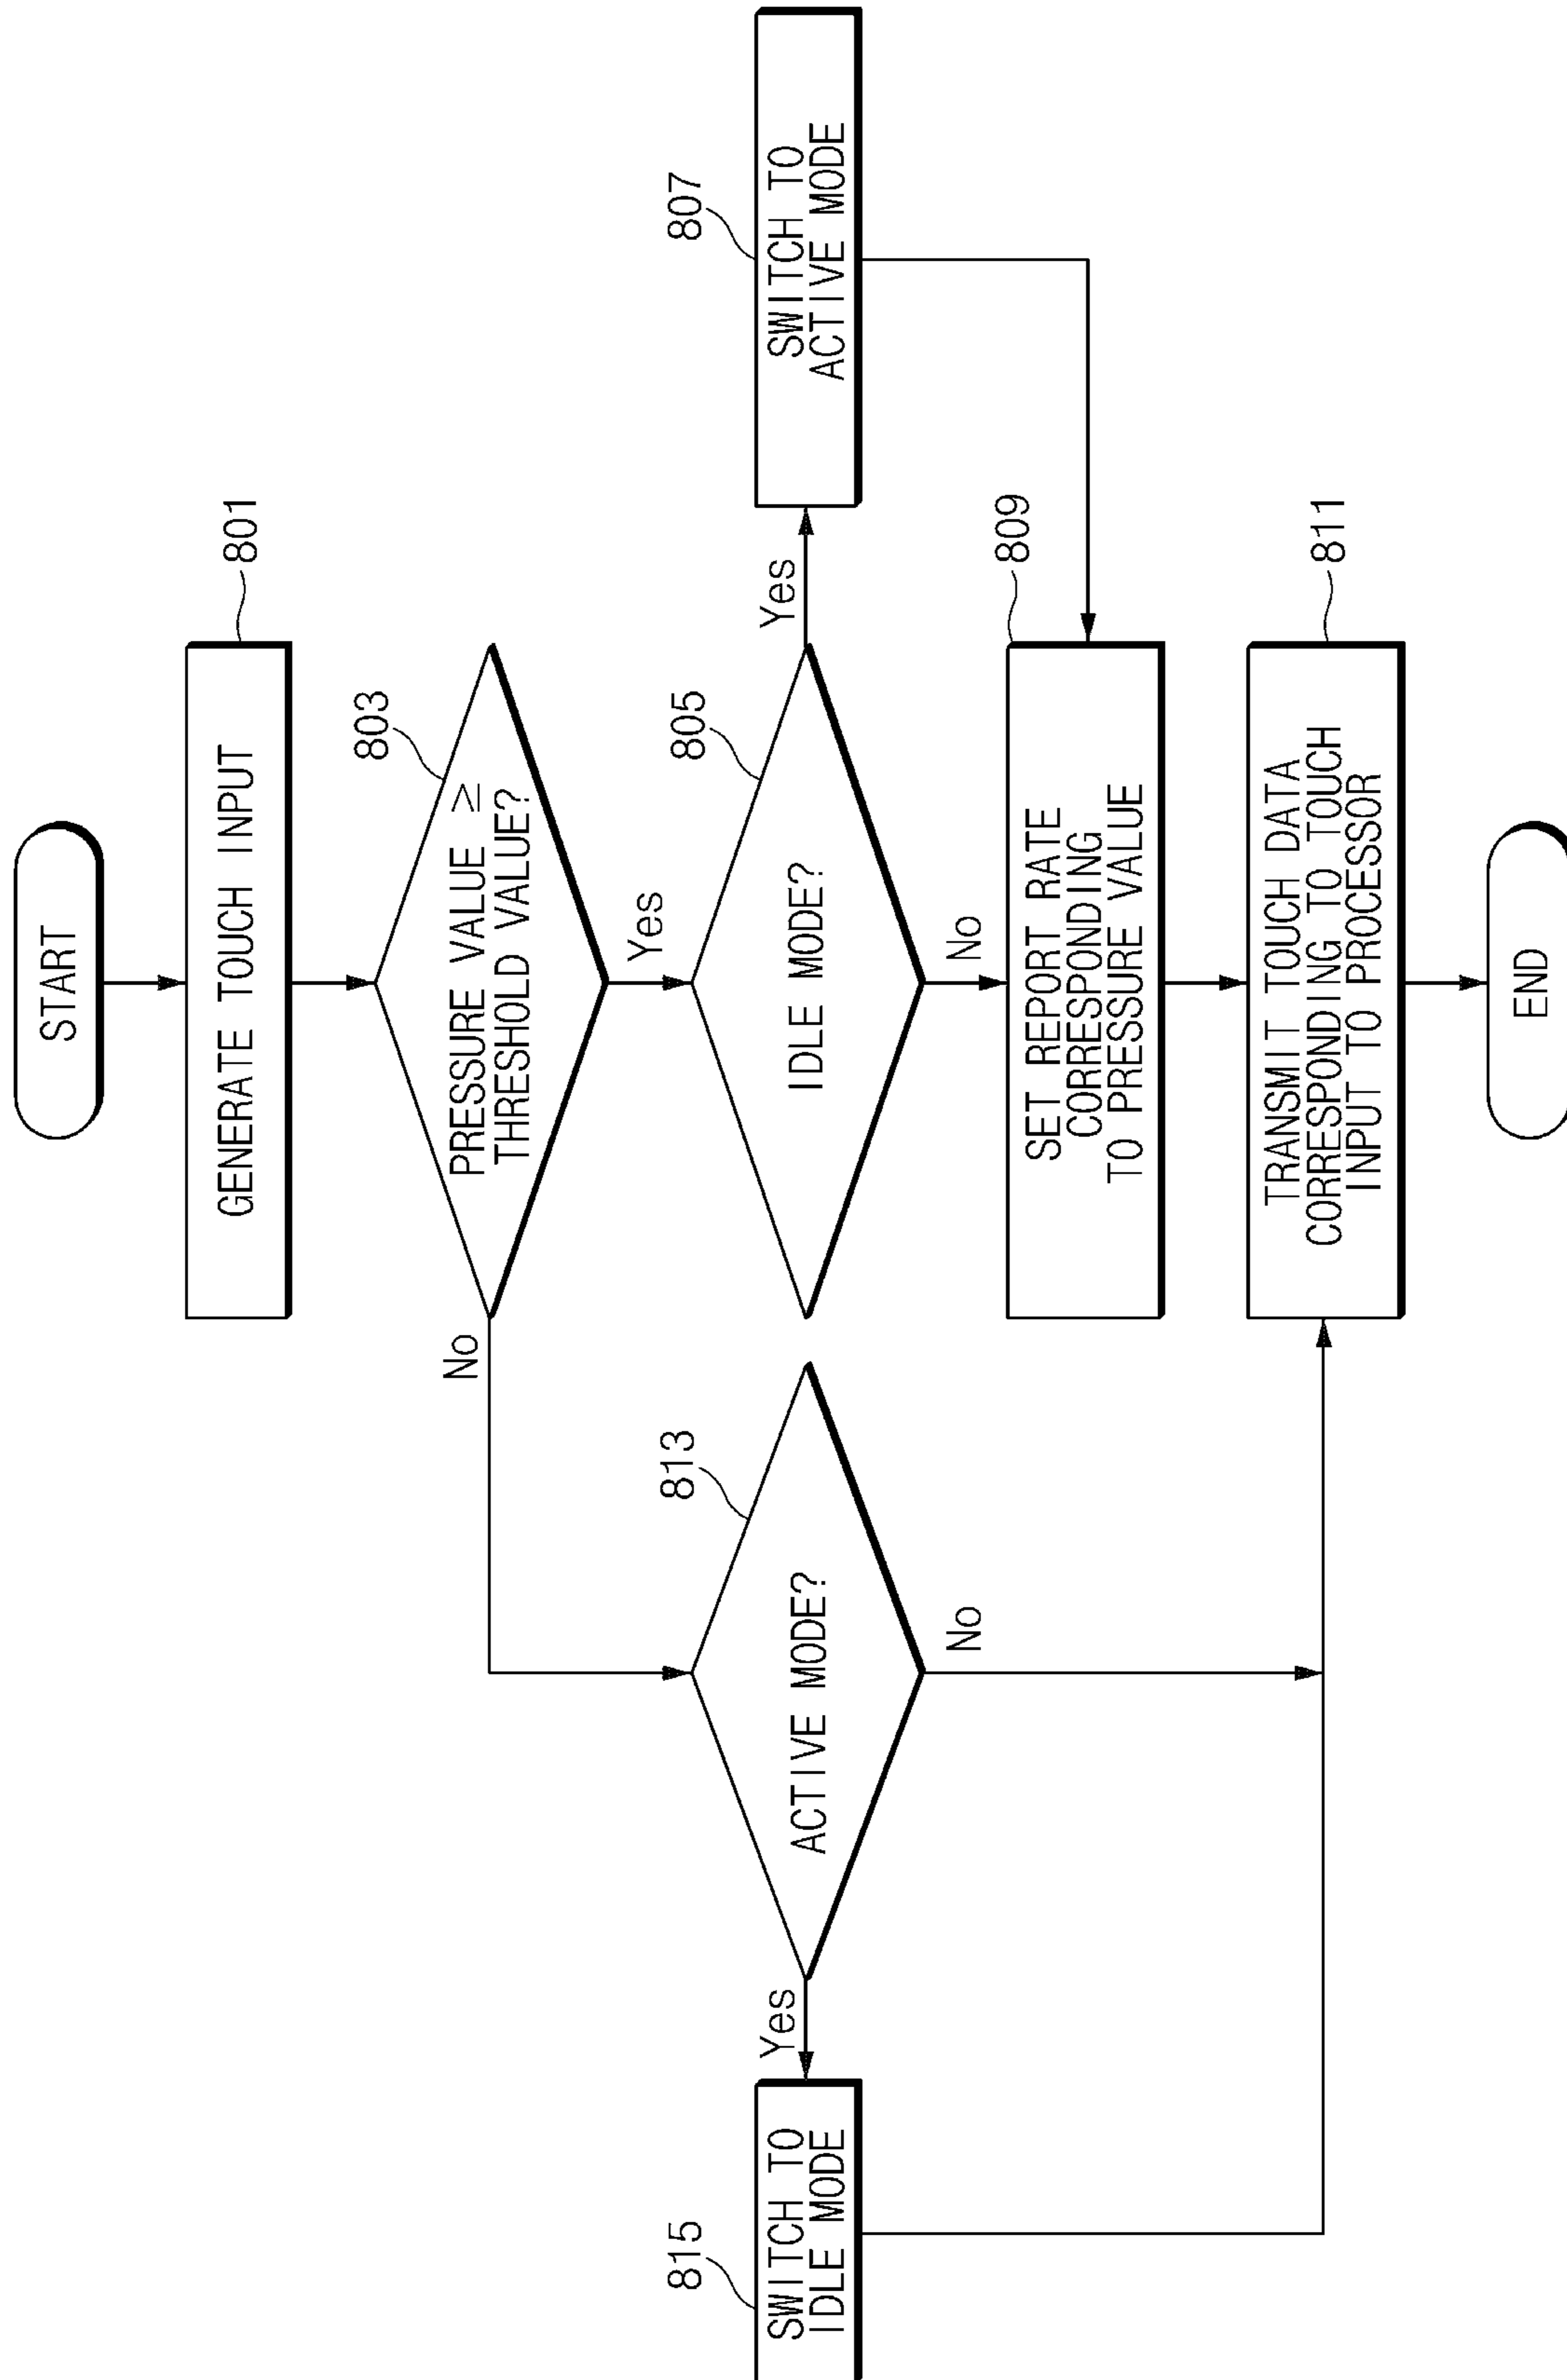 START
GENERATE TOUCH INPUT
801
PRESSURE VALUE ≥
THRESHOLD VALUE?
803
No
Yes
IDLE MODE?
805
Yes
SWITCH TO
ACTIVE MODE
807
No
ACTIVE MODE?
813
Yes
SWITCH TO
IDLE MODE
815
No
SET REPORT RATE
CORRESPONDING
TO PRESSURE VALUE
809
TRANSMIT TOUCH DATA
CORRESPONDING TO TOUCH
INPUT TO PROCESSOR
811
END